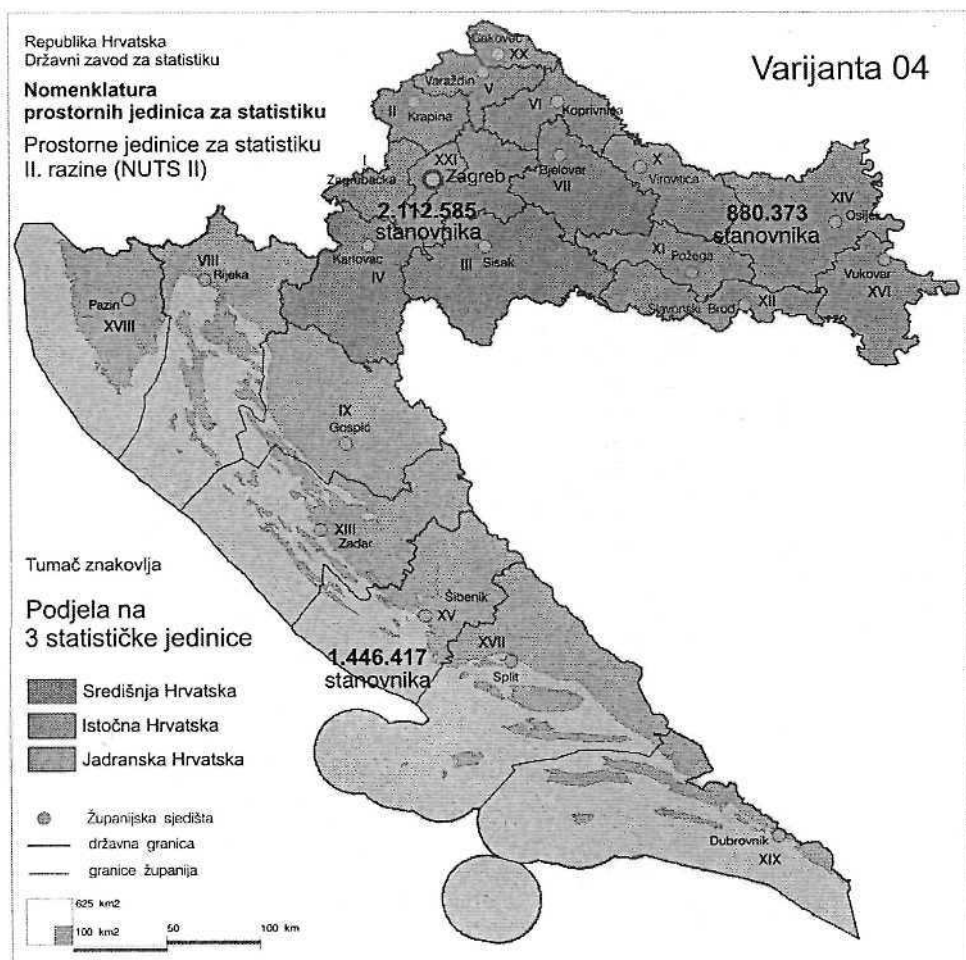 Republika Hrvatska
Državni zavod za statistiku
Nomenklatura
prostornih jedinica za statistiku
Prostorne jedinice za statistiku
II. razine (NUTS II)
Varijanta 04
Čakovec
XX
Varaždin
V
II
Krapina
VI
Koprivnica
I
Zagrebačka
XXI
Zagreb
Bjelovar
VII
X
Virovitica
XIV
Osijek
2.112.585
stanovnika
880.373
stanovnika
Karlovac
IV
III
Sisak
XI
Požega
Slavonski Brod
XII
Vukovar
XVI
VIII
Rijeka
Pazin
XVIII
IX
Gospić
XIII
Zadar
Šibenik
XV
XVII
Split
1.446.417
stanovnika
Dubrovnik
XIX
Tumač znakovlja
Podjela na
3 statističke jedinice
Središnja Hrvatska
Istočna Hrvatska
Jadranska Hrvatska
Županijska sjedišta
državna granica
granice županija
625 km2
100 km2
50
100 km